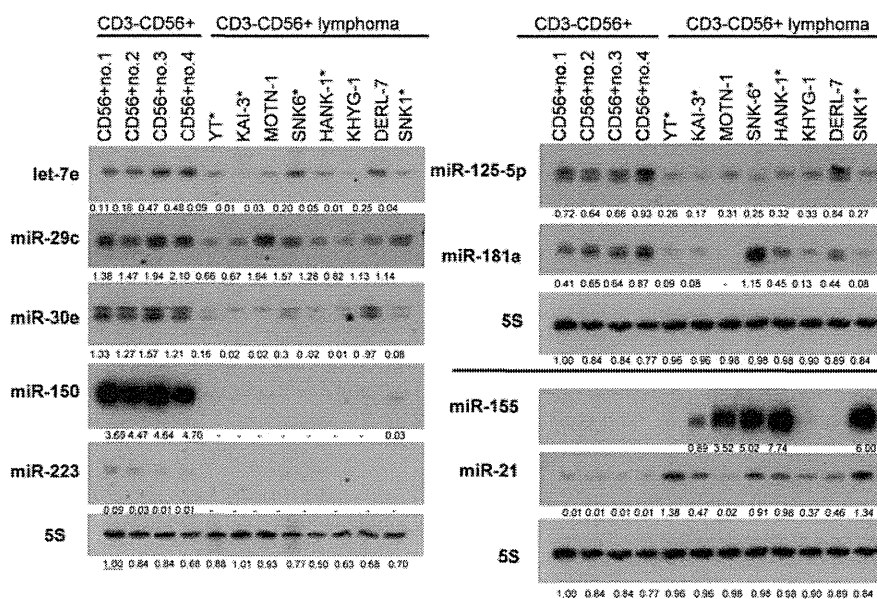 CD3-CD56+ CD3-CD56+ lymphoma
CD56+no.1 CD56+no.2 CD56+no.3 CD56+no.4 YT* KAI-3* MOTN-1 SNK6* HANK-1* KHYG-1 DERL-7 SNK1*
let-7e
0.11 0.18 0.47 0.48 0.09 0.01 0.03 0.20 0.05 0.01 0.25 0.04
miR-29c
1.38 1.47 1.94 2.10 0.66 0.67 1.64 1.57 1.28 0.82 1.13 1.14
miR-30e
1.33 1.27 1.57 1.21 0.16 0.02 0.02 0.3 0.02 0.01 0.97 0.08
miR-150
3.69 4.47 4.64 4.70 - - - - - - - 0.03
miR-223
0.09 0.03 0.01 0.01 - - - - - - - -
5S
1.00 0.84 0.84 0.68 0.88 1.01 0.93 0.77 0.50 0.63 0.68 0.70
CD3-CD56+ CD3-CD56+ lymphoma
CD56+no.1 CD56+no.2 CD56+no.3 CD56+no.4 YT* KAI-3* MOTN-1 SNK-6* HANK-1* KHYG-1 DERL-7 SNK1*
miR-125-5p
0.72 0.64 0.66 0.93 0.26 0.17 0.31 0.25 0.32 0.33 0.84 0.27
miR-181a
0.41 0.65 0.64 0.87 0.09 0.08 - 1.15 0.45 0.13 0.44 0.08
5S
1.00 0.84 0.84 0.77 0.96 0.96 0.98 0.98 0.98 0.90 0.89 0.84
miR-155
0.89 3.52 5.02 7.74 6.00
miR-21
0.01 0.01 0.01 0.01 1.38 0.47 0.02 0.91 0.98 0.37 0.46 1.34
5S
1.00 0.84 0.84 0.77 0.96 0.96 0.98 0.98 0.98 0.90 0.89 0.84